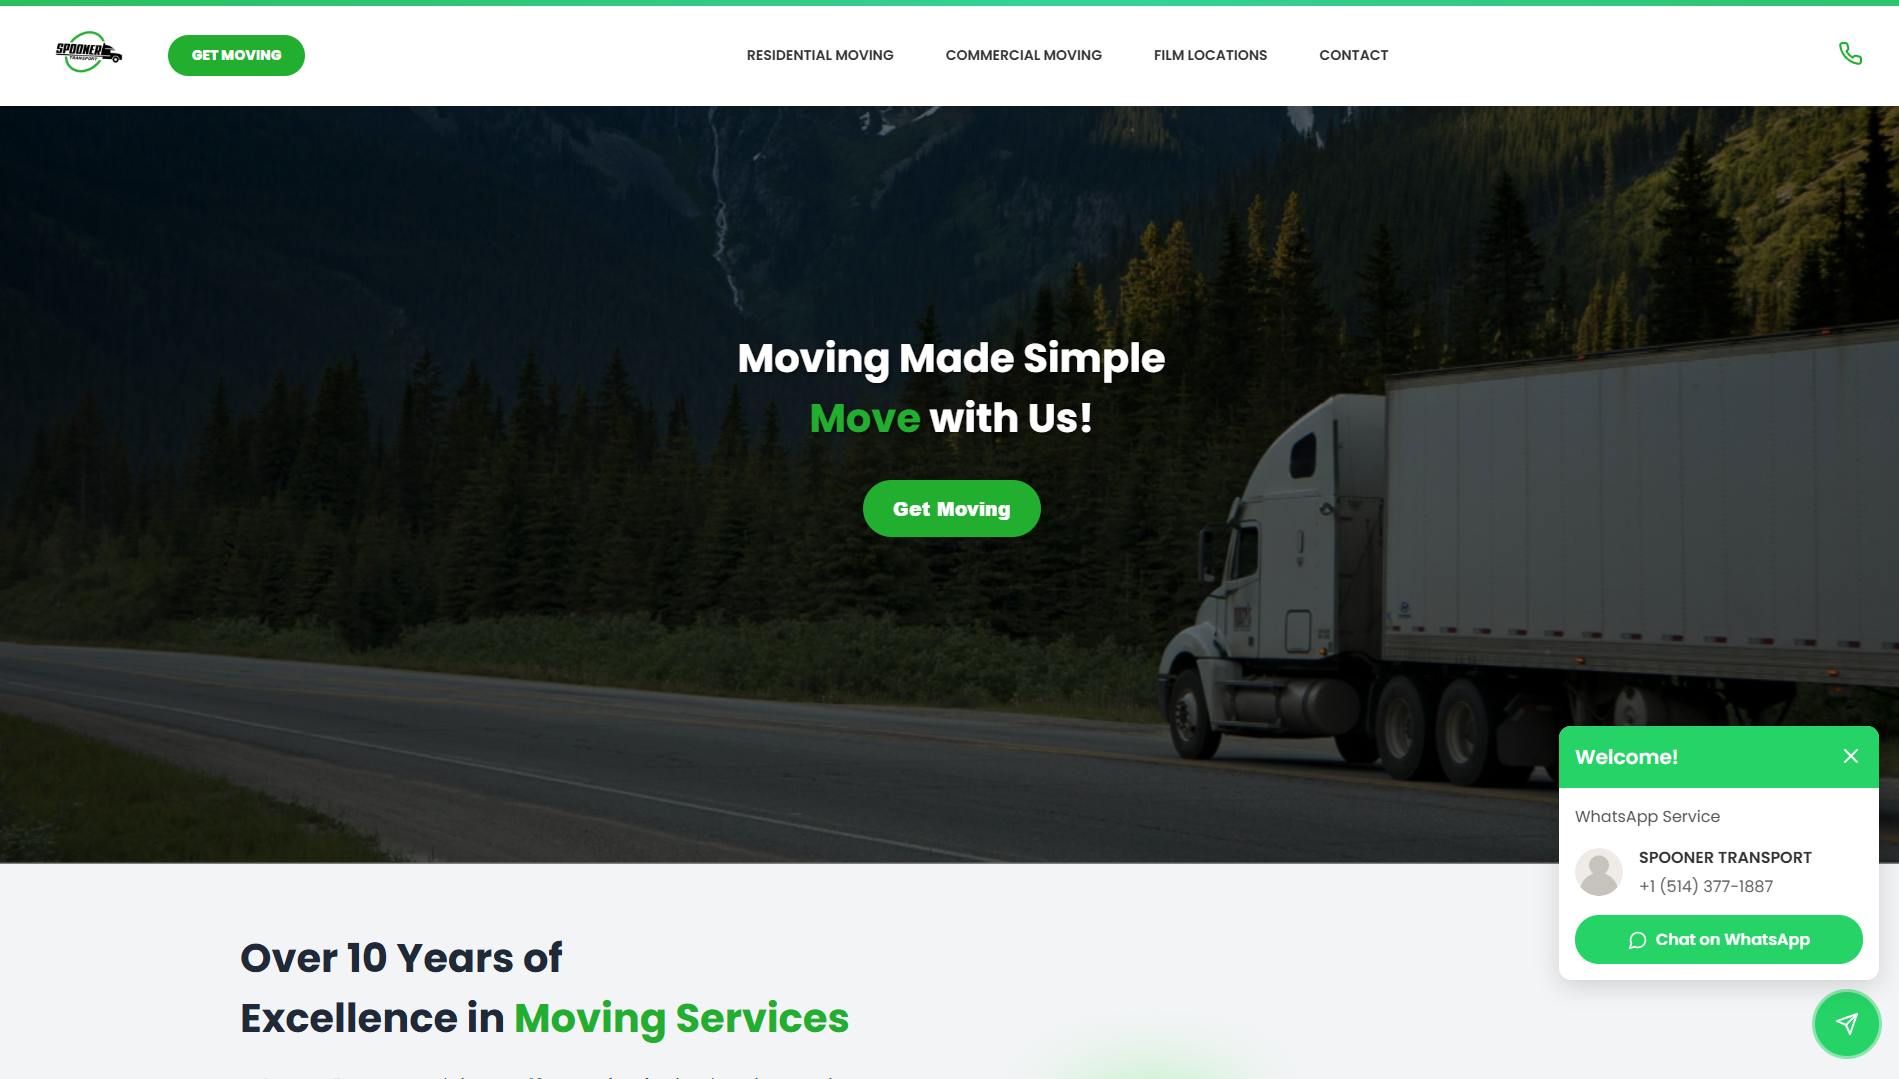 SPOONER
TRANSPORT
GET MOVING
RESIDENTIAL MOVING
COMMERCIAL MOVING
FILM LOCATIONS
CONTACT
Moving Made Simple
Move with Us!
Get Moving
Welcome!
WhatsApp Service
SPOONER TRANSPORT
+1 (514) 377-1887
Chat on WhatsApp
Over 10 Years of
Excellence in Moving Services